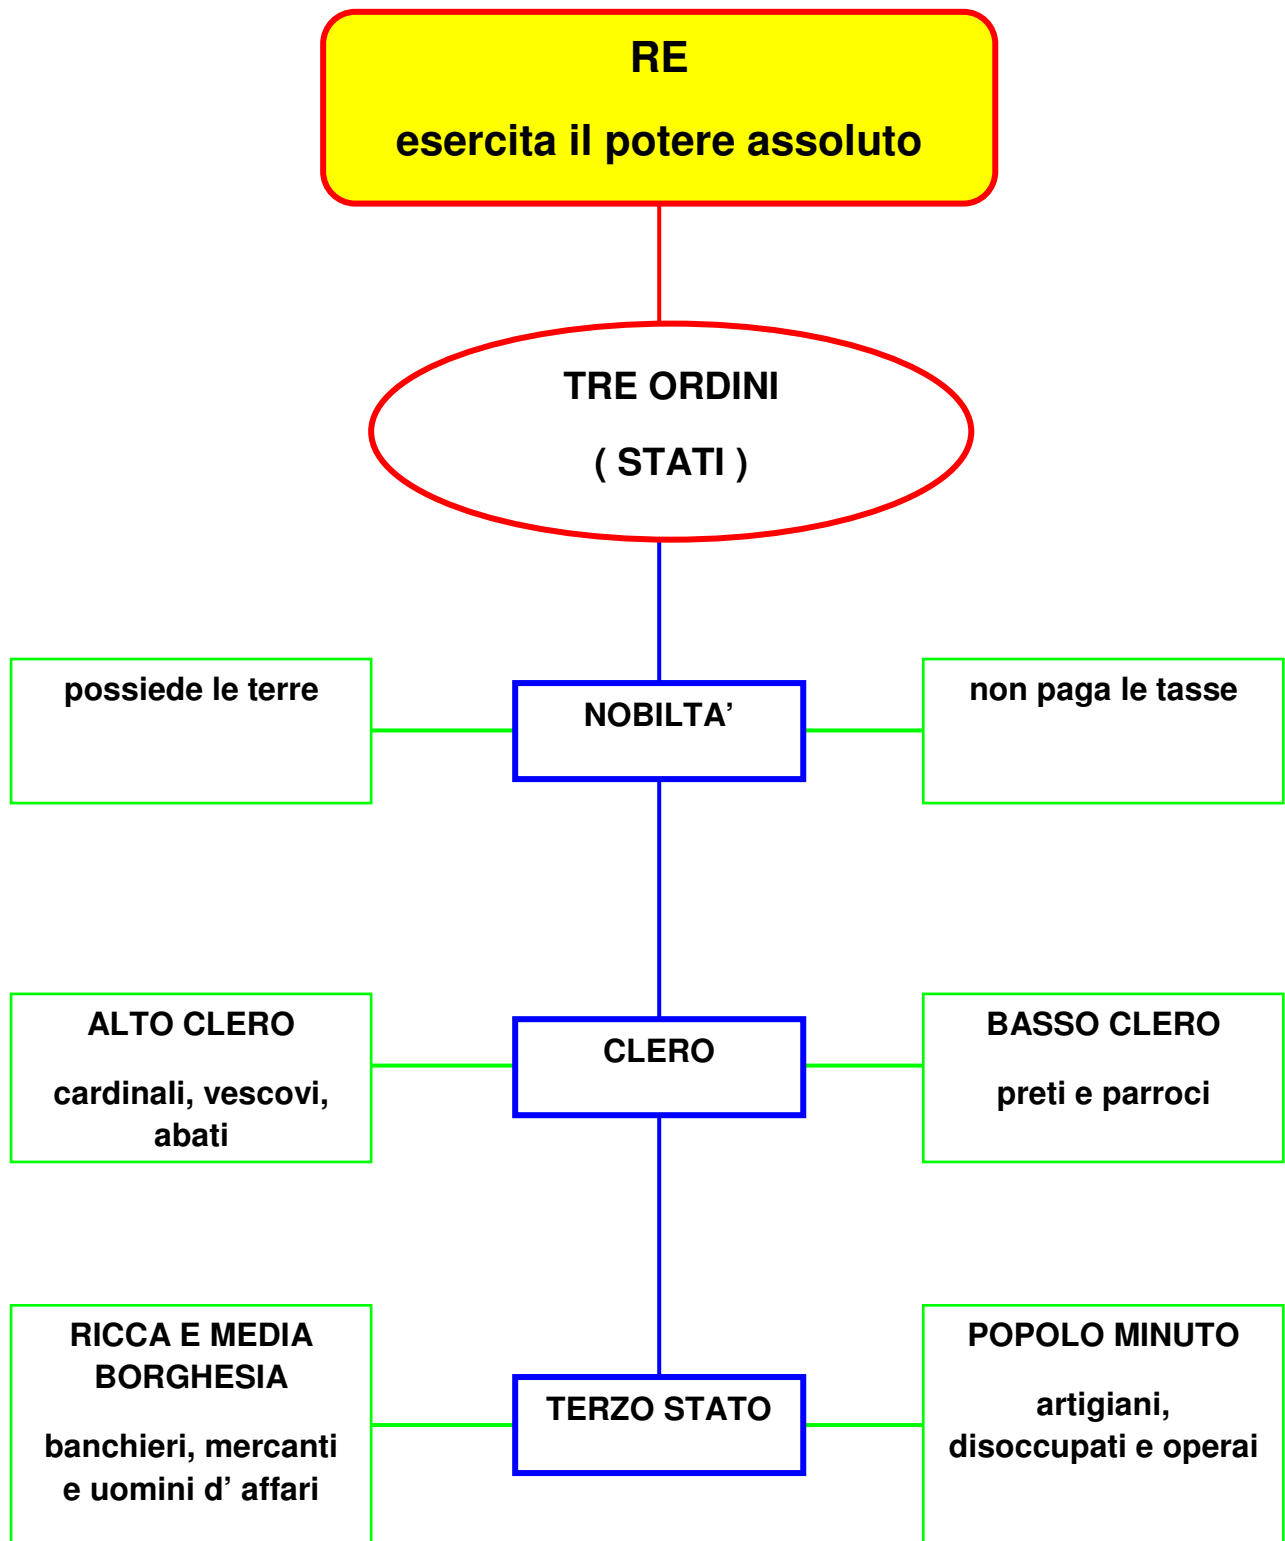 RE
esercita il potere assoluto
TRE ORDINI
( STATI )
possiede le terre
NOBILTA’
non paga le tasse
ALTO CLERO
cardinali, vescovi,
abati
CLERO
BASSO CLERO
preti e parroci
RICCA E MEDIA
BORGHESIA
banchieri, mercanti
e uomini d’ affari
TERZO STATO
POPOLO MINUTO
artigiani,
disoccupati e operai